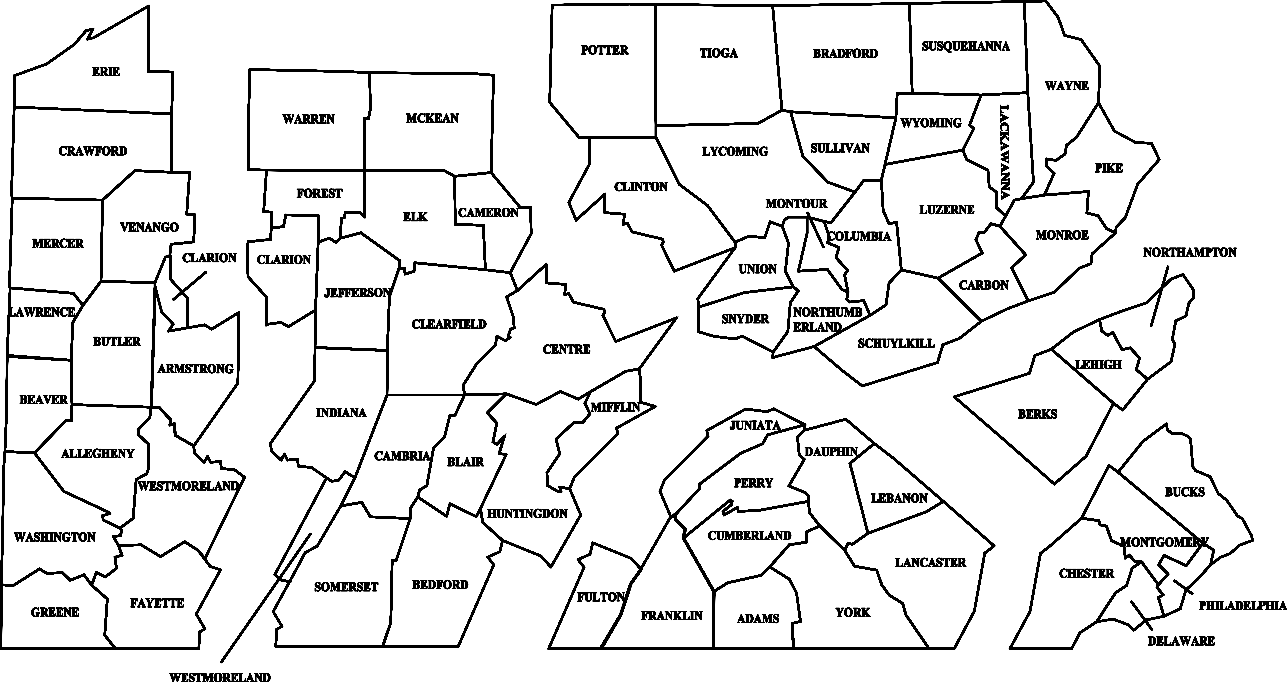 ERIE
CRAWFORD
MERCER
VENANGO
CLARION
LAWRENCE
BUTLER
ARMSTRONG
BEAVER
ALLEGHENY
WESTMORELAND
WASHINGTON
GREENE
FAYETTE
WARREN
MCKEAN
FOREST
ELK
CAMERON
CLARION
JEFFERSON
CLEARFIELD
CENTRE
INDIANA
MIFFLIN
CAMBRIA
BLAIR
HUNTINGDON
SOMERSET
BEDFORD
FULTON
WESTMORELAND
POTTER
TIOGA
BRADFORD
SUSQUEHANNA
WAYNE
WYOMING
LACKAWANNA
LYCOMING
SULLIVAN
PIKE
CLINTON
MONTOUR
LUZERNE
COLUMBIA
MONROE
UNION
CARBON
SNYDER
NORTHUMB
ERLAND
SCHUYLKILL
NORTHAMPTON
LEHIGH
BERKS
JUNIATA
DAUPHIN
PERRY
LEBANON
CUMBERLAND
LANCASTER
FRANKLIN
ADAMS
YORK
BUCKS
MONTGOMERY
CHESTER
PHILADELPHIA
DELAWARE